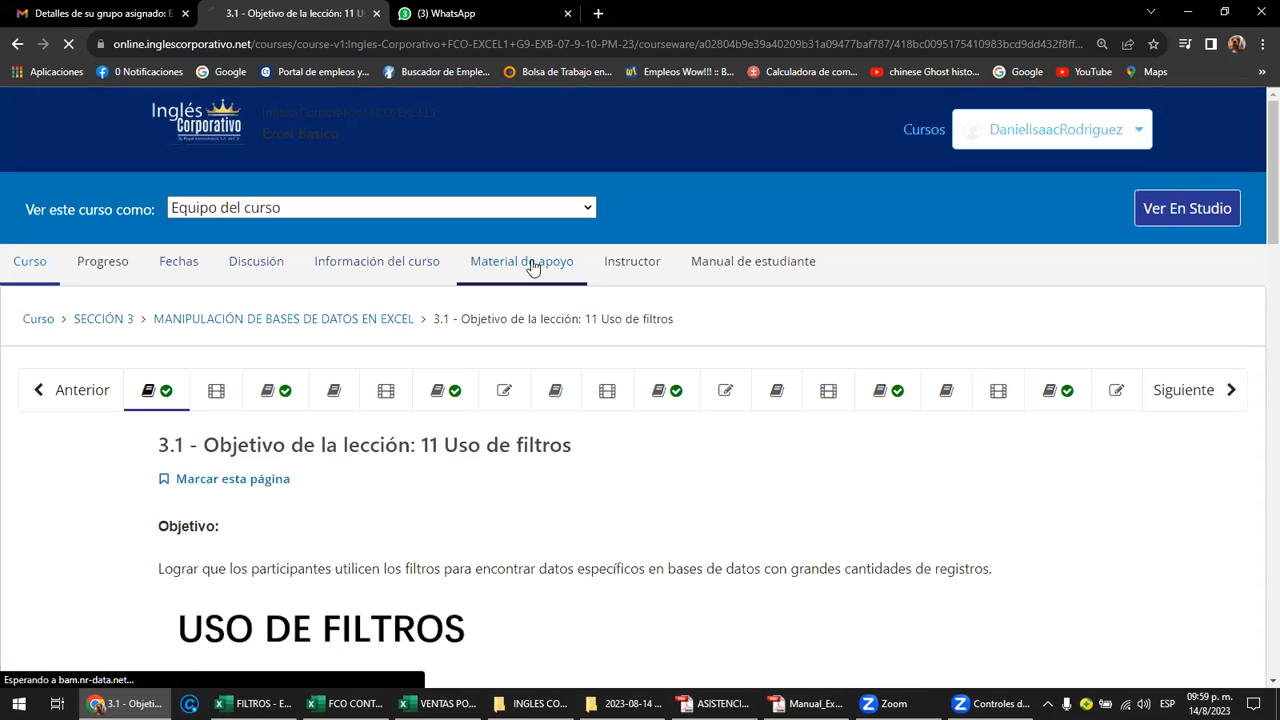 Detalles de su grupo asignado: E
3.1 - Objetivo de la lección: 11 Us
(3) WhatsApp
online.inglescorporativo.net/courses/course-v1:Ingles-Corporativo+FCO-EXCEL1+G9-EXB-07-9-10-PM-23/courseware/a02804b9e39a40209b31a09477baf787/418bc0095175410983bcd9dd432f8ff...
Aplicaciones
0 Notificaciones
Google
Portal de empleos y...
Buscador de Emple...
Bolsa de Trabajo en...
Empleos Wow!!! :: B...
Calculadora de com...
chinese Ghost histo...
Google
YouTube
Maps
»
Inglés Corporativo
Inglés Corporativo: FCO-EXCEL1
Excel Básico
Cursos
DanielIsaacRodriguez
Ver este curso como:
Equipo del curso
Ver En Studio
Curso
Progreso
Fechas
Discusión
Información del curso
Material de apoyo
Instructor
Manual de estudiante
Curso > SECCIÓN 3 > MANIPULACIÓN DE BASES DE DATOS EN EXCEL > 3.1 - Objetivo de la lección: 11 Uso de filtros
Anterior
Siguiente
3.1 - Objetivo de la lección: 11 Uso de filtros
Marcar esta página
Objetivo:
Lograr que los participantes utilicen los filtros para encontrar datos específicos en bases de datos con grandes cantidades de registros.
USO DE FILTROS
Esperando a bam.nr-data.net...
3.1 - Objeti...
FILTROS - E...
FCO CONT...
VENTAS PO...
INGLES CO...
2023-08-14 ...
ASISTENCI...
Manual_Ex...
Zoom
Controles d...
ESP
09:59 p. m.
14/8/2023